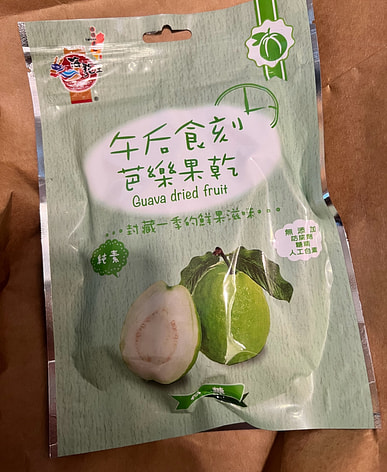 午后食刻
芭樂果乾
Guava dried fruit
...封藏一季的鮮果滋味...
純素
無添加
防腐劑
糖精
人工色素